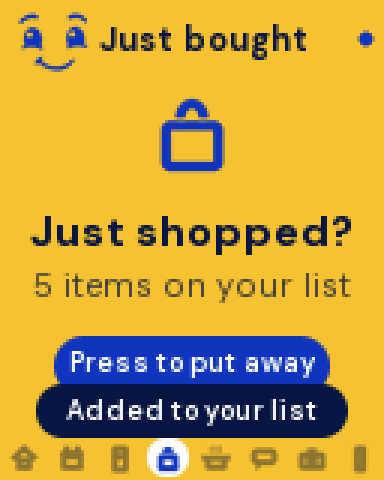 Just bought
Just shopped?
5 items on your list
Press to put away
Added to your list